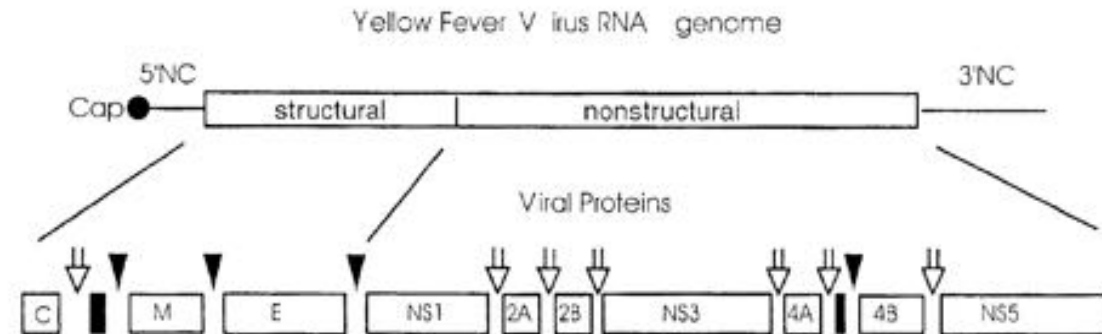 Yellow Fever V irus RNA genome
5'NC
3'NC
Cap
structural
nonstructural
Viral Proteins
C M E NS1 2A 2B NS3 4A 4B NS5